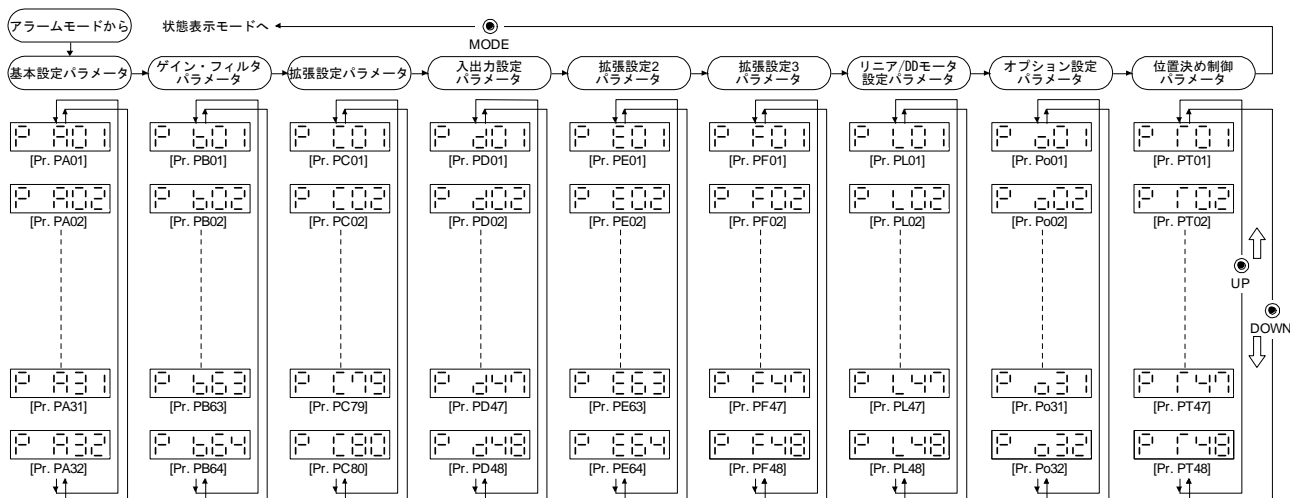 アラームモードから
状態表示モードへ
MODE
基本設定パラメータ
ゲイン・フィルタ
パラメータ
拡張設定パラメータ
入出力設定
パラメータ
拡張設定2
パラメータ
拡張設定3
パラメータ
リニア/DDモータ
設定パラメータ
オプション設定
パラメータ
位置決め制御
パラメータ
P A01 P b01 P C01 P d01 P E01 P F01 P L01 P o01 P T01
[Pr. PA01] [Pr. PB01] [Pr. PC01] [Pr. PD01] [Pr. PE01] [Pr. PF01] [Pr. PL01] [Pr. Po01] [Pr. PT01]
P A02 P b02 P C02 P d02 P E02 P F02 P L02 P o02 P T02
[Pr. PA02] [Pr. PB02] [Pr. PC02] [Pr. PD02] [Pr. PE02] [Pr. PF02] [Pr. PL02] [Pr. Po02] [Pr. PT02]
UP
DOWN
P A31 P b63 P C79 P d47 P E63 P F47 P L47 P o31 P T47
[Pr. PA31] [Pr. PB63] [Pr. PC79] [Pr. PD47] [Pr. PE63] [Pr. PF47] [Pr. PL47] [Pr. Po31] [Pr. PT47]
P A32 P b64 P C80 P d48 P E64 P F48 P L48 P o32 P T48
[Pr. PA32] [Pr. PB64] [Pr. PC80] [Pr. PD48] [Pr. PE64] [Pr. PF48] [Pr. PL48] [Pr. Po32] [Pr. PT48]